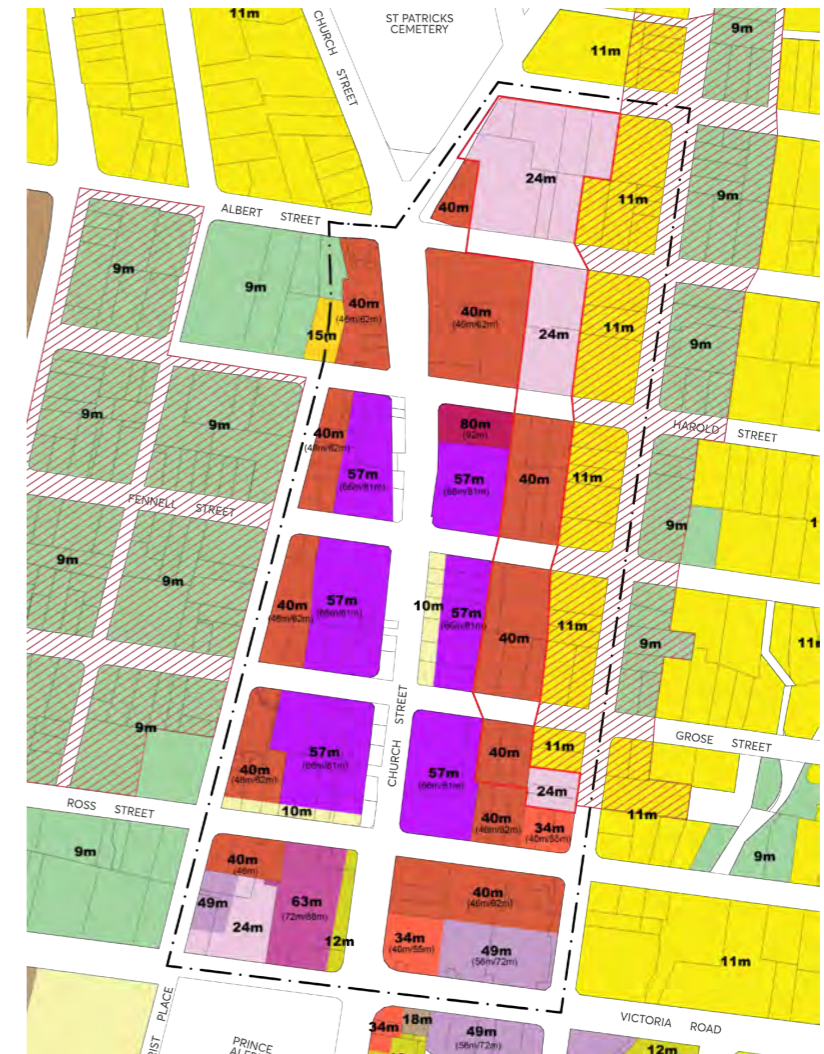 11m
CHURCH STREET
ST PATRICKS
CEMETERY
9m
11m
24m
11m
9m
40m
ALBERT STREET
9m
9m
40m
(46m/62m)
15m
40m
(46m/62m)
24m
11m
9m
9m
9m
40m
(46m/62m)
57m
(66m/81m)
80m
(92m)
57m
(66m/81m)
40m
11m
HAROLD STREET
FENNELL STREET
9m
1
9m
9m
40m
(46m/62m)
57m
(66m/81m)
10m
57m
(66m/81m)
40m
11m
9m
11m
9m
40m
(46m/62m)
57m
(66m/81m)
10m
CHURCH STREET
57m
(66m/81m)
40m
11m
24m
40m
(46m/62m)
34m
(40m/55m)
GROSE STREET
11m
9m
ROSS STREET
9m
40m
(46m)
49m
24m
63m
12m
40m
(46m/62m)
34m
(40m/55m)
49m
(56m/72m)
11m
PLACE
PRINCE
34m
18m
49m
(56m/72m)
VICTORIA ROAD
12m